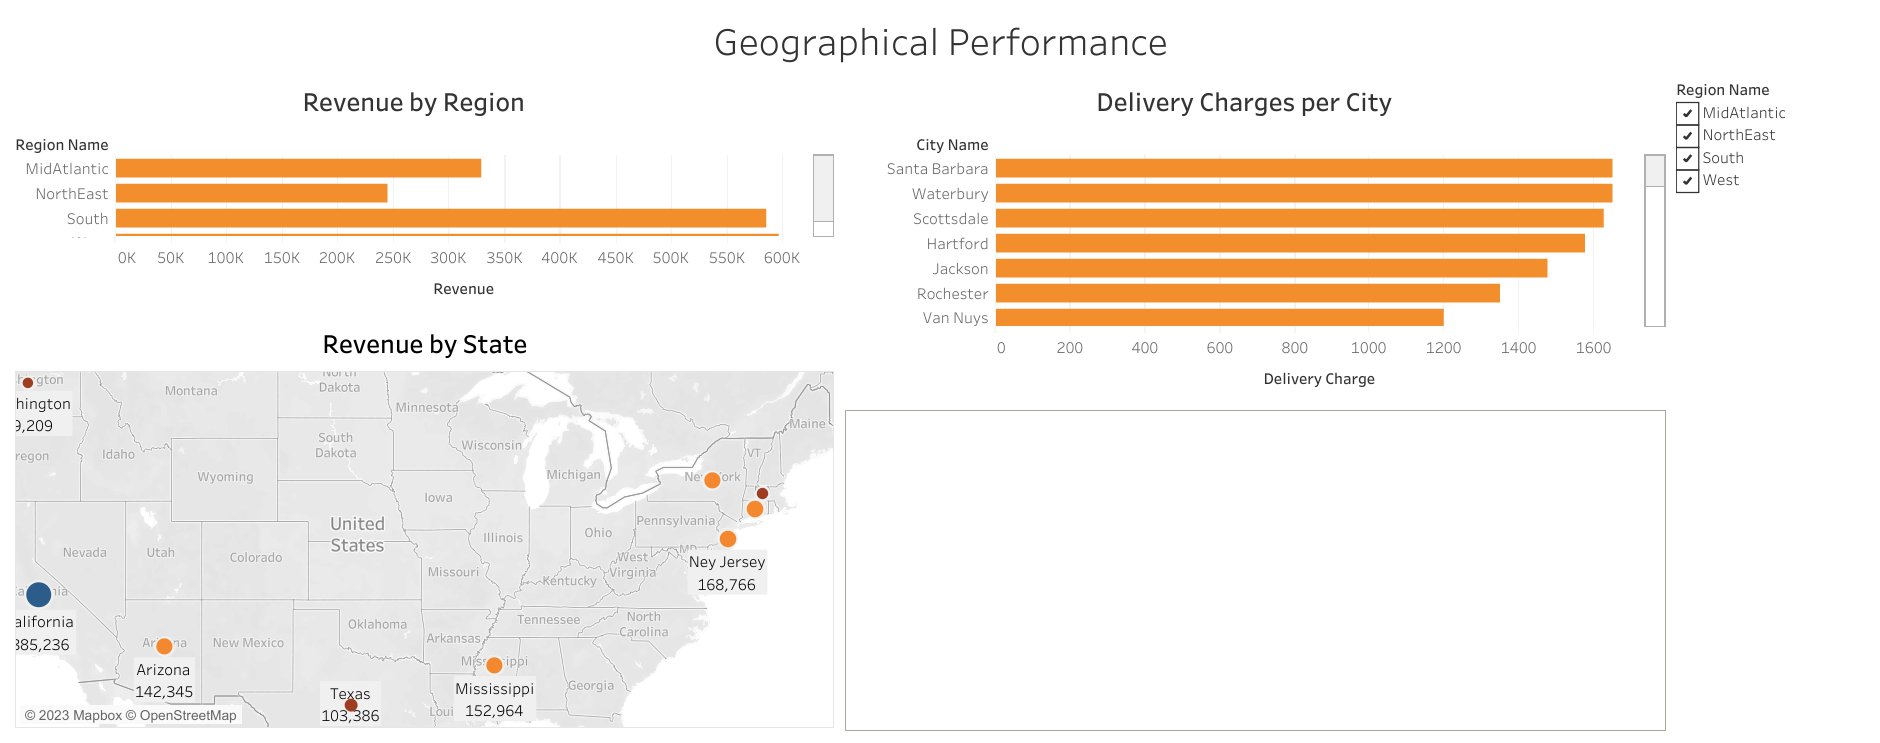 Geographical Performance
Revenue by Region
Region Name
MidAtlantic
NorthEast
South
0K 50K 100K 150K 200K 250K 300K 350K 400K 450K 500K 550K 600K
Revenue
Delivery Charges per City
City Name
Santa Barbara
Waterbury
Scottsdale
Hartford
Jackson
Rochester
Van Nuys
0 200 400 600 800 1000 1200 1400 1600
Delivery Charge
Region Name
MidAtlantic
NorthEast
South
West
Revenue by State
hington
9,209
Montana
North
Dakota
Minnesota
Maine
South
Dakota
Wisconsin
Idaho
regon
VT
Wyoming
Michigan
Iowa
Pennsylvania
United
States
Illinois
Ohio
Nevada
Utah
Colorado
MD
West
Virginia
Missouri
Kentucky
Ney Jersey
168,766
alifornia
385,236
Oklahoma
Tennessee
North
Carolina
New Mexico
Arkansas
Arizona
142,345
Texas
103,386
Mississippi
152,964
Georgia
Loui
© 2023 Mapbox © OpenStreetMap